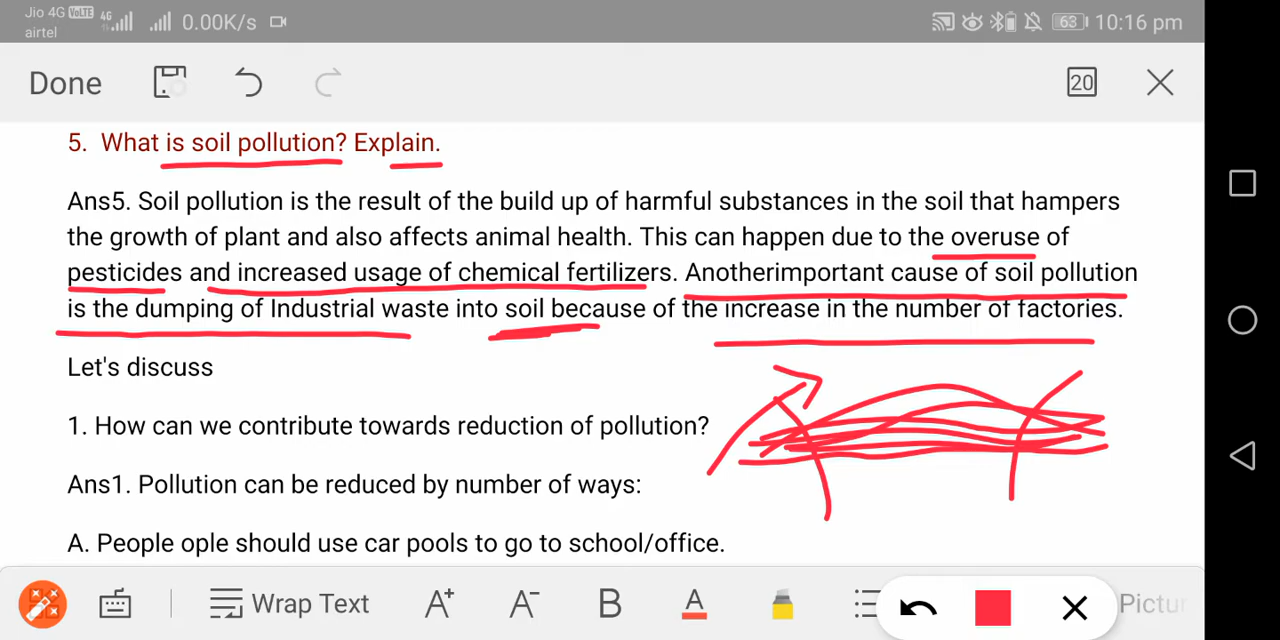 Jio 4G VoLTE 4G 0.00K/s 63 10:16 pm
airtel
Done 20
5. What is soil pollution? Explain.
Ans5. Soil pollution is the result of the build up of harmful substances in the soil that hampers
the growth of plant and also affects animal health. This can happen due to the overuse of
pesticides and increased usage of chemical fertilizers. Anotherimportant cause of soil pollution
is the dumping of Industrial waste into soil because of the increase in the number of factories.
Let's discuss
1. How can we contribute towards reduction of pollution?
Ans1. Pollution can be reduced by number of ways:
A. People ople should use car pools to go to school/office.
Wrap Text A+ A- B A Pictur